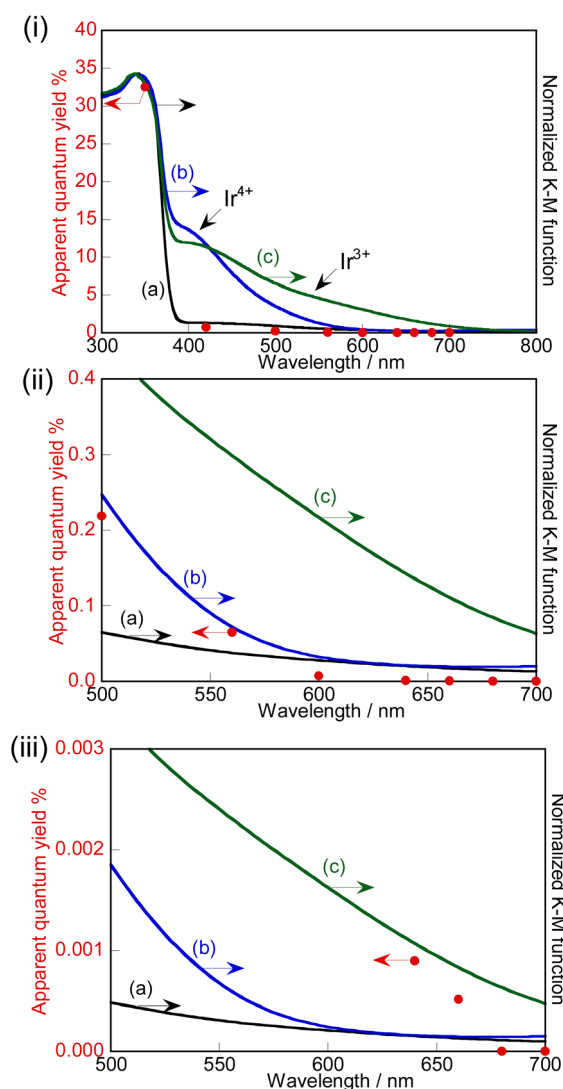 (i)
40
35
30
25
20
15
10
5
0
Apparent quantum yield %
(b)
Ir4+
(a)
(c)
Ir3+
Normalized K-M function
300 400 500 600 700 800
Wavelength / nm
(ii)
0.4
0.3
0.2
0.1
0.0
Apparent quantum yield %
(c)
(b)
(a)
Normalized K-M function
500 550 600 650 700
Wavelength / nm
(iii)
0.003
0.002
0.001
0.000
Apparent quantum yield %
(c)
(b)
(a)
Normalized K-M function
500 550 600 650 700
Wavelength / nm